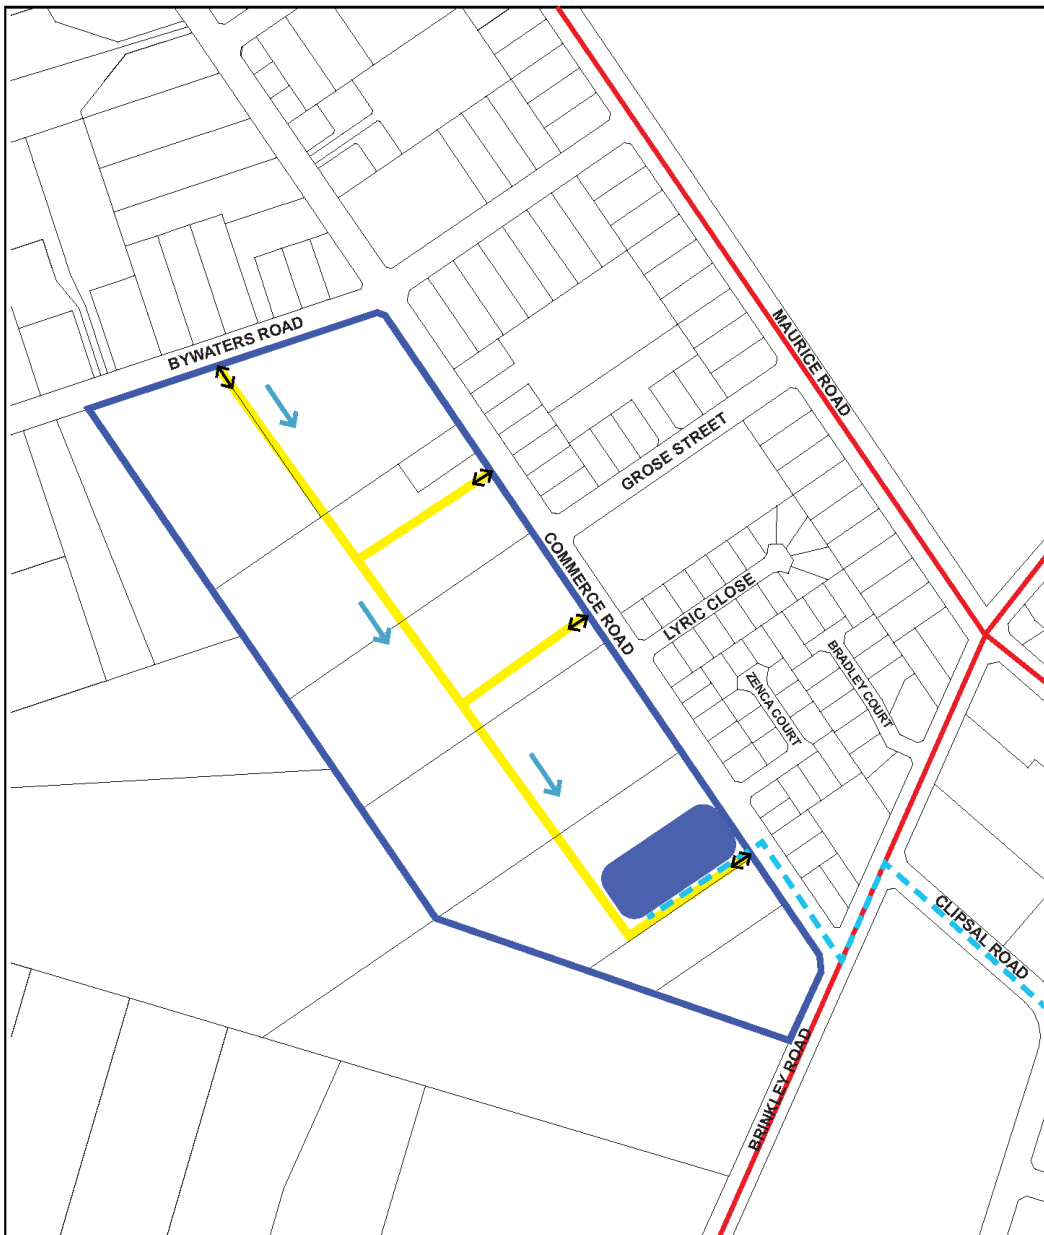 BYWATERS ROAD
MAURICE ROAD
GROSE STREET
COMMERCE ROAD
LYRIC CLOSE
BRADLEY COURT
ZENCA COURT
CLIPSAL ROAD
BRINKLEY ROAD